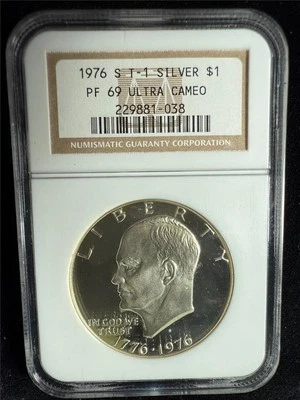 1976 S T-1 SILVER $1
PF 69 ULTRA CAMEO
229881-038
NUMISMATIC GUARANTY CORPORATION
LIBERTY
IN GOD WE
TRUST
1776·1976